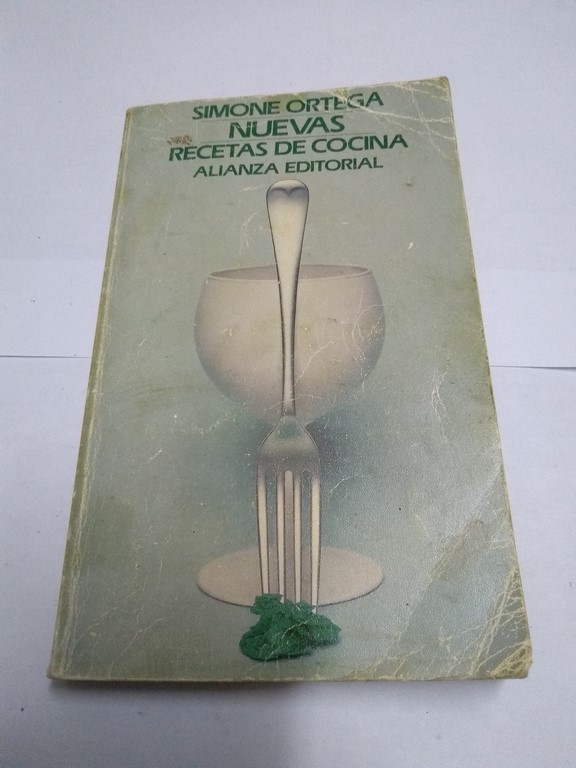 SIMONE ORTEGA
NUEVAS
RECETAS DE COCINA
ALIANZA EDITORIAL